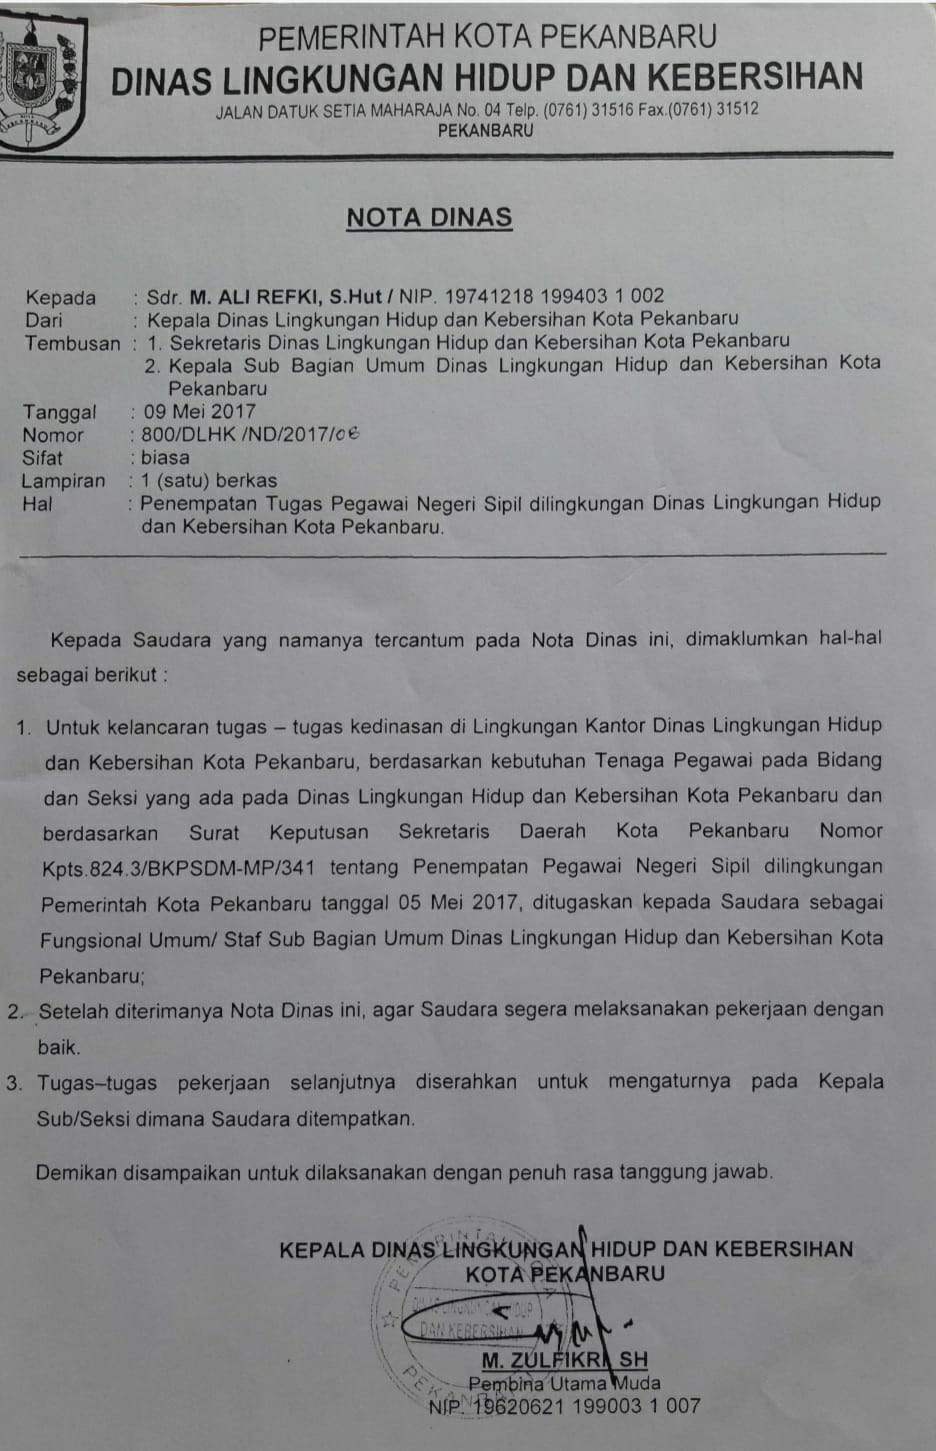 PEMERINTAH KOTA PEKANBARU
DINAS LINGKUNGAN HIDUP DAN KEBERSIHAN
JALAN DATUK SETIA MAHARAJA No. 04 Telp. (0761) 31516 Fax.(0761) 31512
PEKANBARU
NOTA DINAS
Kepada : Sdr. M. ALI REFKI, S.Hut / NIP. 19741218 199403 1 002
Dari : Kepala Dinas Lingkungan Hidup dan Kebersihan Kota Pekanbaru
Tembusan : 1. Sekretaris Dinas Lingkungan Hidup dan Kebersihan Kota Pekanbaru
2. Kepala Sub Bagian Umum Dinas Lingkungan Hidup dan Kebersihan Kota
Pekanbaru
Tanggal : 09 Mei 2017
Nomor : 800/DLHK /ND/2017/
Sifat : biasa
Lampiran : 1 (satu) berkas
Hal : Penempatan Tugas Pegawai Negeri Sipil dilingkungan Dinas Lingkungan Hidup
dan Kebersihan Kota Pekanbaru.
Kepada Saudara yang namanya tercantum pada Nota Dinas ini, dimaklumkan hal-hal
sebagai berikut :
1. Untuk kelancaran tugas – tugas kedinasan di Lingkungan Kantor Dinas Lingkungan Hidup
dan Kebersihan Kota Pekanbaru, berdasarkan kebutuhan Tenaga Pegawai pada Bidang
dan Seksi yang ada pada Dinas Lingkungan Hidup dan Kebersihan Kota Pekanbaru dan
berdasarkan Surat Keputusan Sekretaris Daerah Kota Pekanbaru Nomor
Kpts.824.3/BKPSDM-MP/341 tentang Penempatan Pegawai Negeri Sipil dilingkungan
Pemerintah Kota Pekanbaru tanggal 05 Mei 2017, ditugaskan kepada Saudara sebagai
Fungsional Umum/ Staf Sub Bagian Umum Dinas Lingkungan Hidup dan Kebersihan Kota
Pekanbaru;
2. Setelah diterimanya Nota Dinas ini, agar Saudara segera melaksanakan pekerjaan dengan
baik.
3. Tugas–tugas pekerjaan selanjutnya diserahkan untuk mengaturnya pada Kepala
Sub/Seksi dimana Saudara ditempatkan.
Demikan disampaikan untuk dilaksanakan dengan penuh rasa tanggung jawab.
KEPALA DINAS LINGKUNGAN HIDUP DAN KEBERSIHAN
KOTA PEKANBARU
DINAS LINGKUNGAN HIDUP
DAN KEBERSIHAN
M. ZULFIKRI, SH
Pembina Utama Muda
NIP. 19620621 199003 1 007